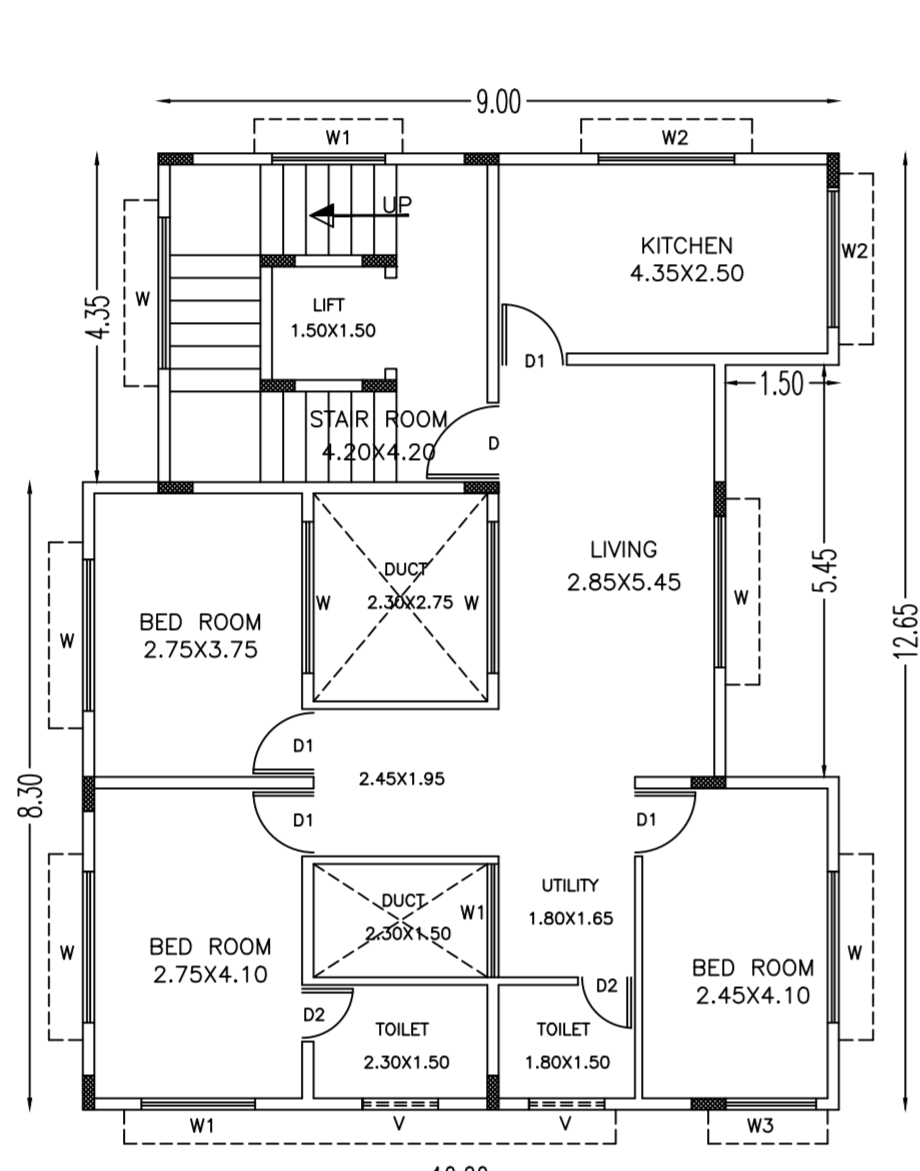 9.00
W1
W2
UP
KITCHEN
4.35X2.50
W2
W
LIFT
1.50X1.50
4.35
D1
1.50
STAIR ROOM
4.20X4.20
D
LIVING
2.85X5.45
5.45
DUCT
2.30X2.75
W
W
W
12.65
BED ROOM
2.75X3.75
W
D1
2.45X1.95
8.30
D1
D1
UTILITY
1.80X1.65
DUCT
2.30X1.50
W1
BED ROOM
2.75X4.10
W
BED ROOM
2.45X4.10
W
D2
D2
TOILET
2.30X1.50
TOILET
1.80X1.50
W1
V
V
W3